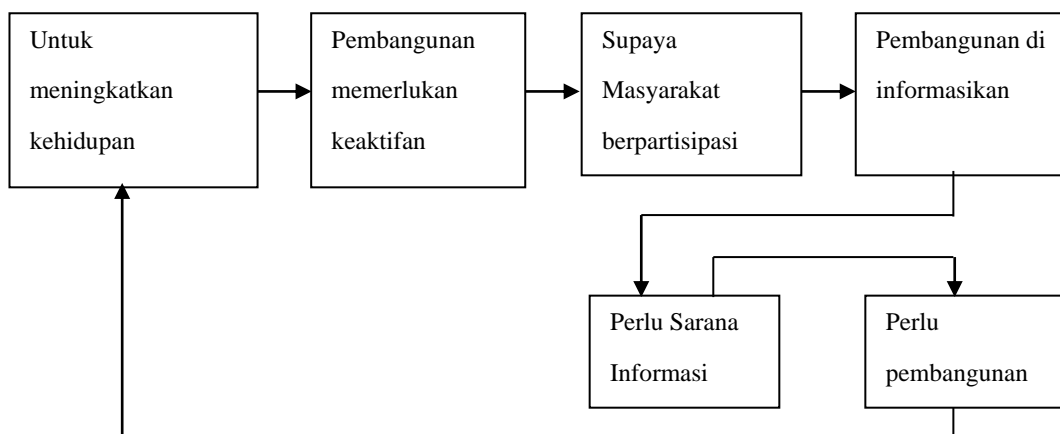 Untuk
meningkatkan
kehidupan
Pembangunan
memerlukan
keaktifan
Supaya
Masyarakat
berpartisipasi
Pembangunan di
informasikan
Perlu Sarana
Informasi
Perlu
pembangunan